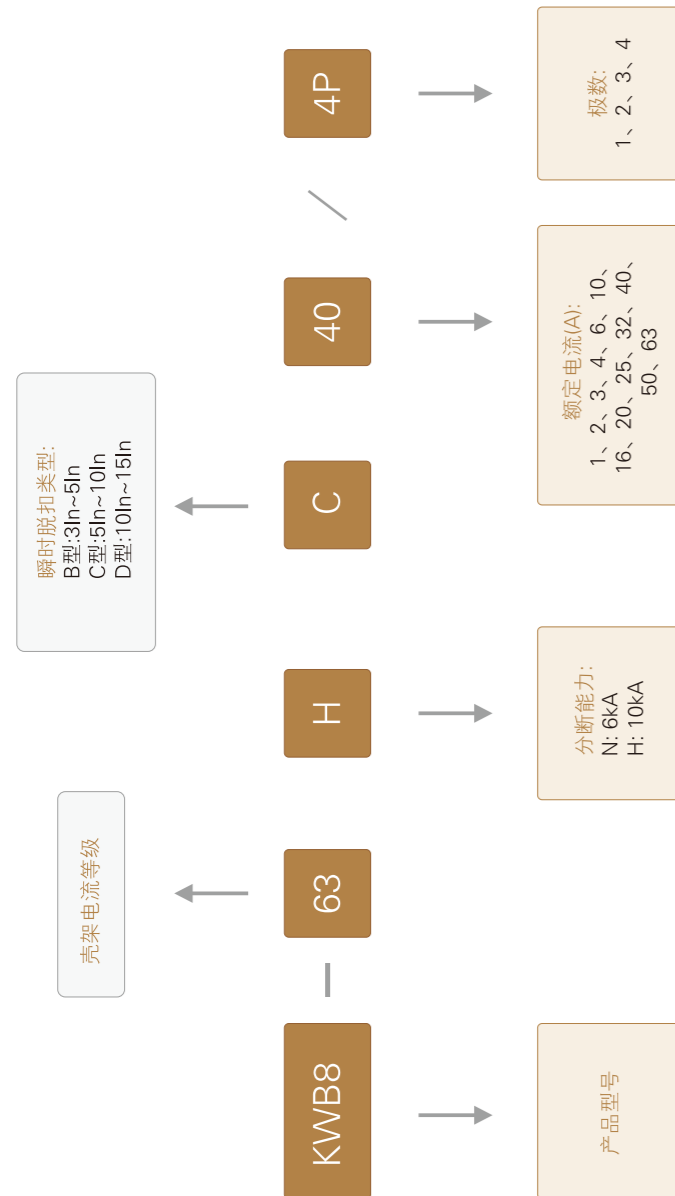 瞬时脱扣类型:
B型:3In~5In
C型:5In~10In
D型:10In~15In
壳架电流等级
KWB8
—
63
H
C
40
/
4P
产品型号
分断能力:
N: 6kA
H: 10kA
额定电流(A):
1、2、3、4、6、10、
16、20、25、32、40、
50、63
极数:
1、2、3、4